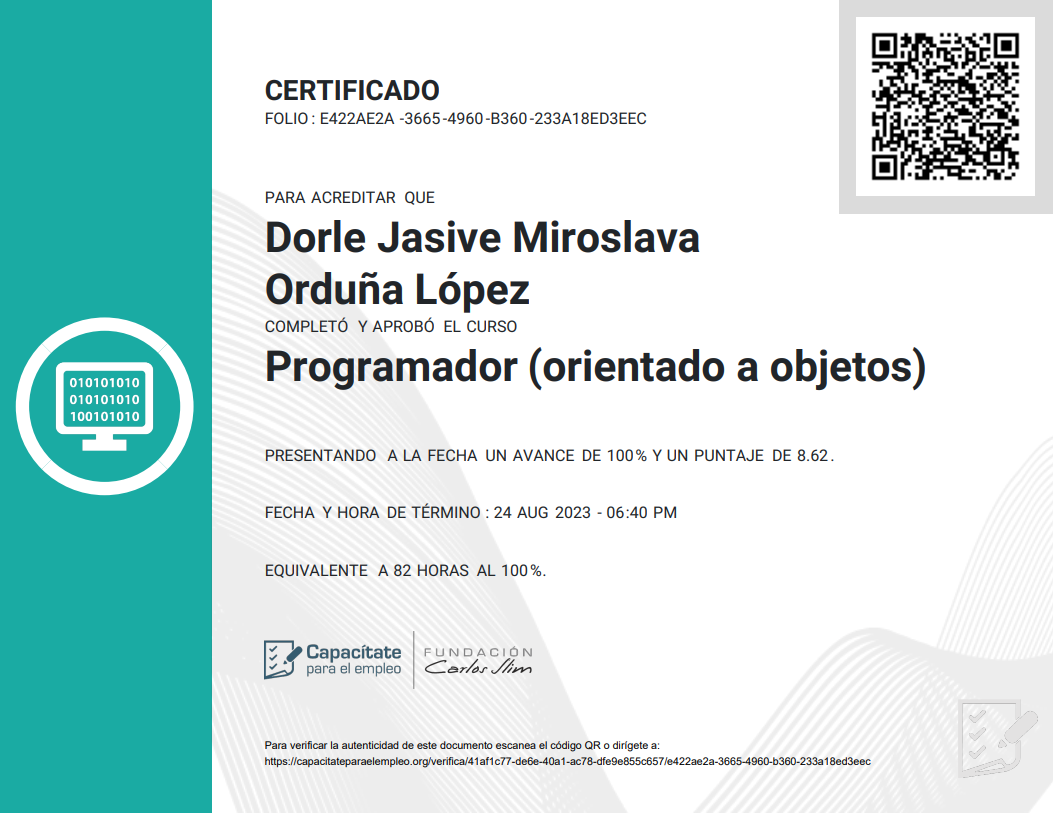 CERTIFICADO
FOLIO : E422AE2A -3665-4960-B360-233A18ED3EEC
PARA ACREDITAR QUE
Dorle Jasive Miroslava
Orduña López
COMPLETÓ Y APROBÓ EL CURSO
Programador (orientado a objetos)
010101010
010101010
100101010
PRESENTANDO A LA FECHA UN AVANCE DE 100% Y UN PUNTAJE DE 8.62.
FECHA Y HORA DE TÉRMINO : 24 AUG 2023 - 06:40 PM
EQUIVALENTE A 82 HORAS AL 100%.
Capacítate
para el empleo
FUNDACIÓN
Carlos Slim
Para verificar la autenticidad de este documento escanea el código QR o dirígete a:
https://capacitateparaelempleo.org/verifica/41af1c77-de6e-40a1-ac78-dfe9e855c657/e422ae2a-3665-4960-b360-233a18ed3eec